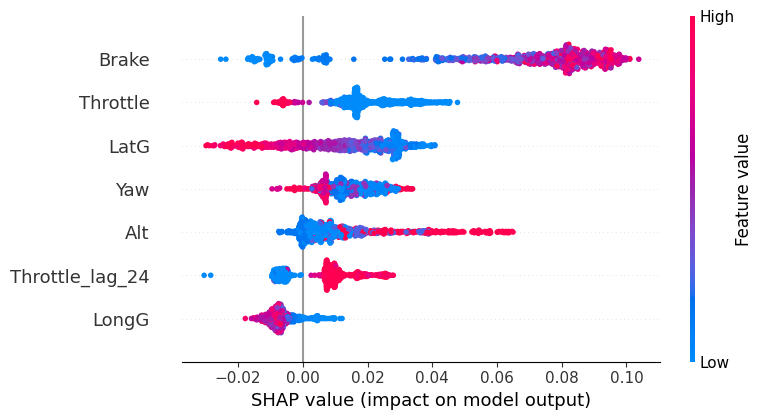 High
Brake
Throttle
LatG
Yaw
Alt
Throttle_lag_24
LongG
Feature value
Low
−0.02 0.00 0.02 0.04 0.06 0.08 0.10
SHAP value (impact on model output)